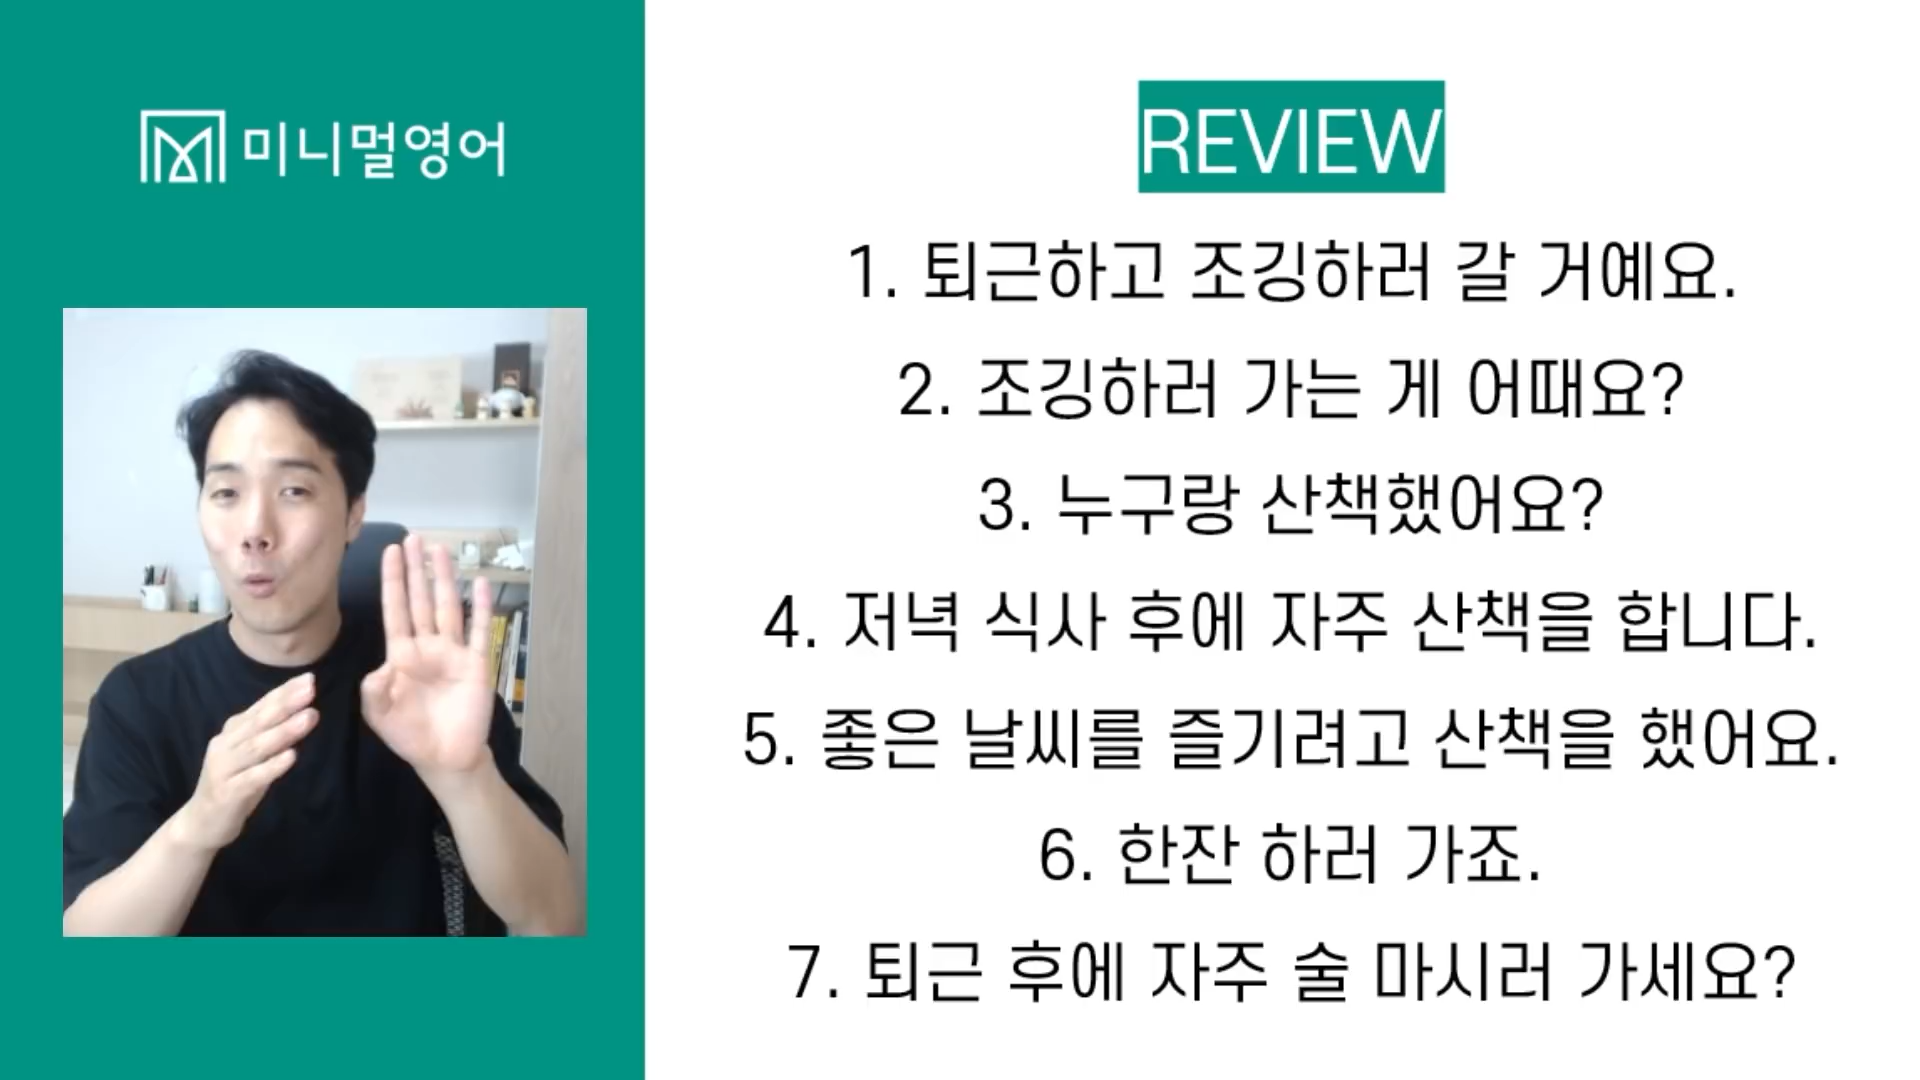 미니멀영어
REVIEW
1. 퇴근하고 조깅하러 갈 거예요.
2. 조깅하러 가는 게 어때요?
3. 누구랑 산책했어요?
4. 저녁 식사 후에 자주 산책을 합니다.
5. 좋은 날씨를 즐기려고 산책을 했어요.
6. 한잔 하러 가죠.
7. 퇴근 후에 자주 술 마시러 가세요?